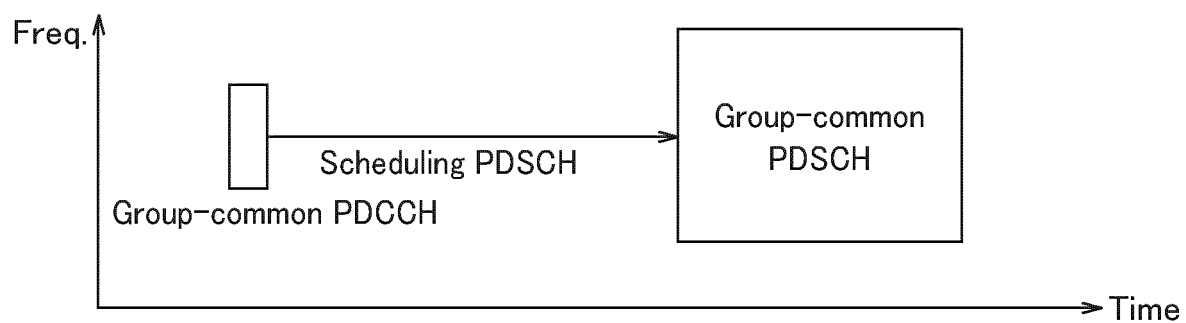 Freq.
Group-common
PDSCH
Scheduling PDSCH
Group-common PDCCH
Time